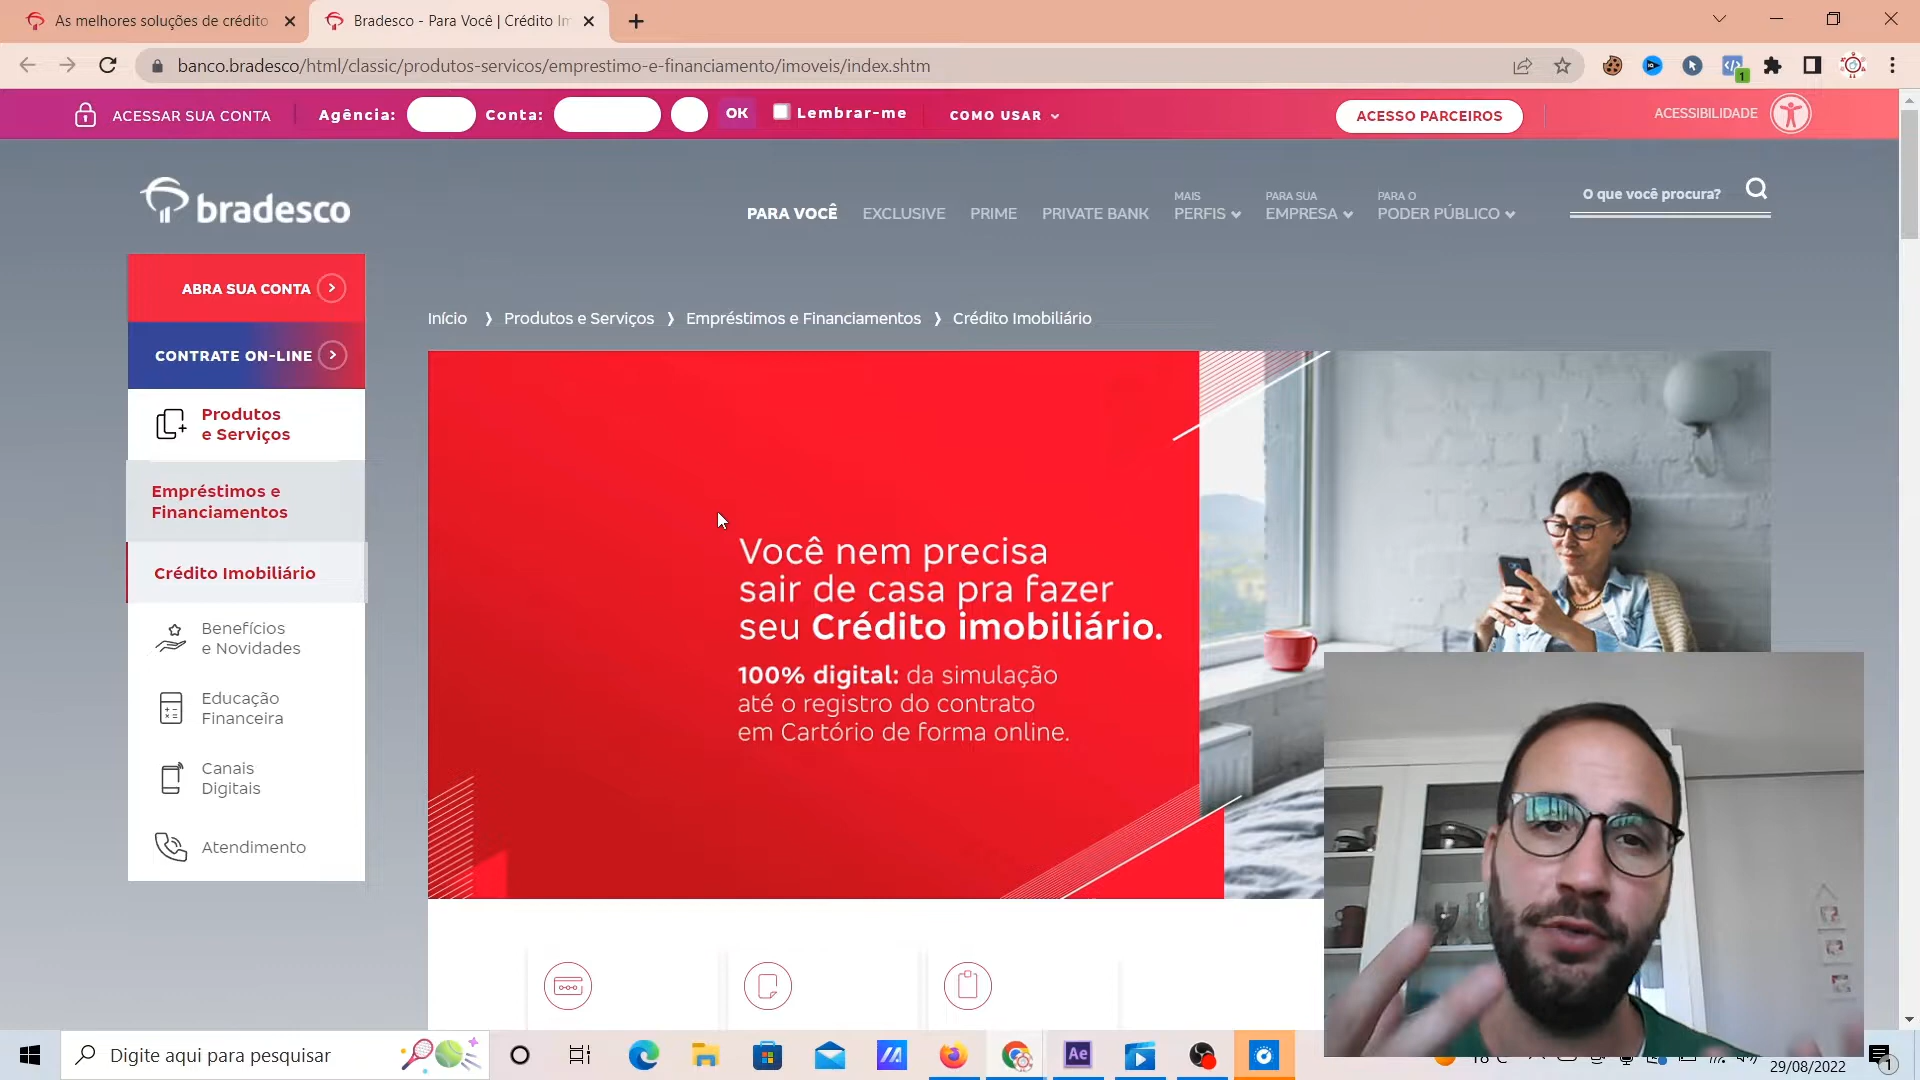 As melhores soluções de crédito
Bradesco - Para Você | Crédito Im
banco.bradesco/html/classic/produtos-servicos/emprestimo-e-financiamento/imoveis/index.shtm
1
ACESSAR SUA CONTA
Agência:
Conta:
OK
Lembrar-me
COMO USAR
ACESSO PARCEIROS
ACESSIBILIDADE
bradesco
PARA VOCÊ
EXCLUSIVE
PRIME
PRIVATE BANK
MAIS
PERFIS
PARA SUA
EMPRESA
PARA O
PODER PÚBLICO
O que você procura?
ABRA SUA CONTA
CONTRATE ON-LINE
Produtos
e Serviços
Empréstimos e
Financiamentos
Crédito Imobiliário
Benefícios
e Novidades
Educação
Financeira
Canais
Digitais
Atendimento
Início
Produtos e Serviços
Empréstimos e Financiamentos
Crédito Imobiliário
Você nem precisa
sair de casa pra fazer
seu Crédito imobiliário.
100% digital: da simulação
até o registro do contrato
em Cartório de forma online.
Digite aqui para pesquisar
Ae
29/08/2022
1